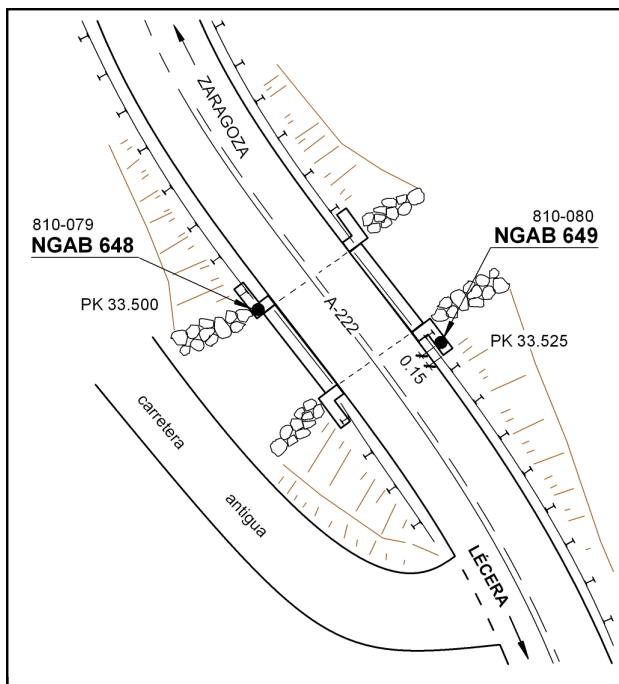 ZARAGOZA
810-079
NGAB 648
PK 33.500
810-080
NGAB 649
PK 33.525
A-222
0.15
carretera
antigua
LÉCERA